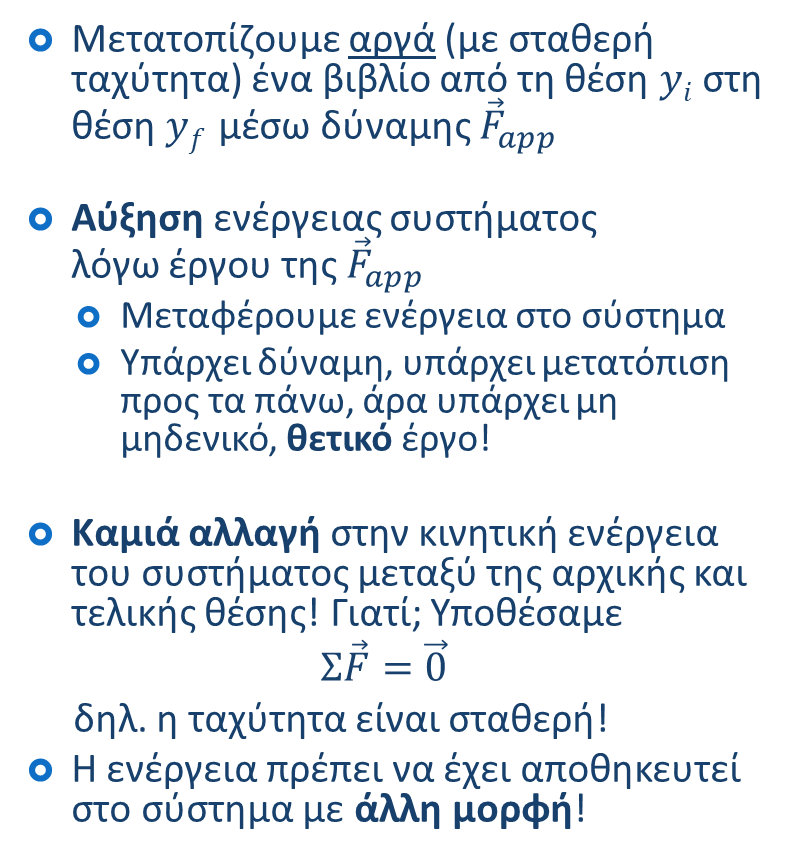 Μετατοπίζουμε αργά (με σταθερή
ταχύτητα) ένα βιβλίο από τη θέση $y_i$ στη
θέση $y_f$ μέσω δύναμης $\vec{F}_{app}$
Αύξηση ενέργειας συστήματος
λόγω έργου της $\vec{F}_{app}$
Μεταφέρουμε ενέργεια στο σύστημα
Υπάρχει δύναμη, υπάρχει μετατόπιση
προς τα πάνω, άρα υπάρχει μη
μηδενικό, θετικό έργο!
Καμιά αλλαγή στην κινητική ενέργεια
του συστήματος μεταξύ της αρχικής και
τελικής θέσης! Γιατί; Υποθέσαμε
$\Sigma\vec{F} = \vec{0}$
δηλ. η ταχύτητα είναι σταθερή!
Η ενέργεια πρέπει να έχει αποθηκευτεί
στο σύστημα με άλλη μορφή!